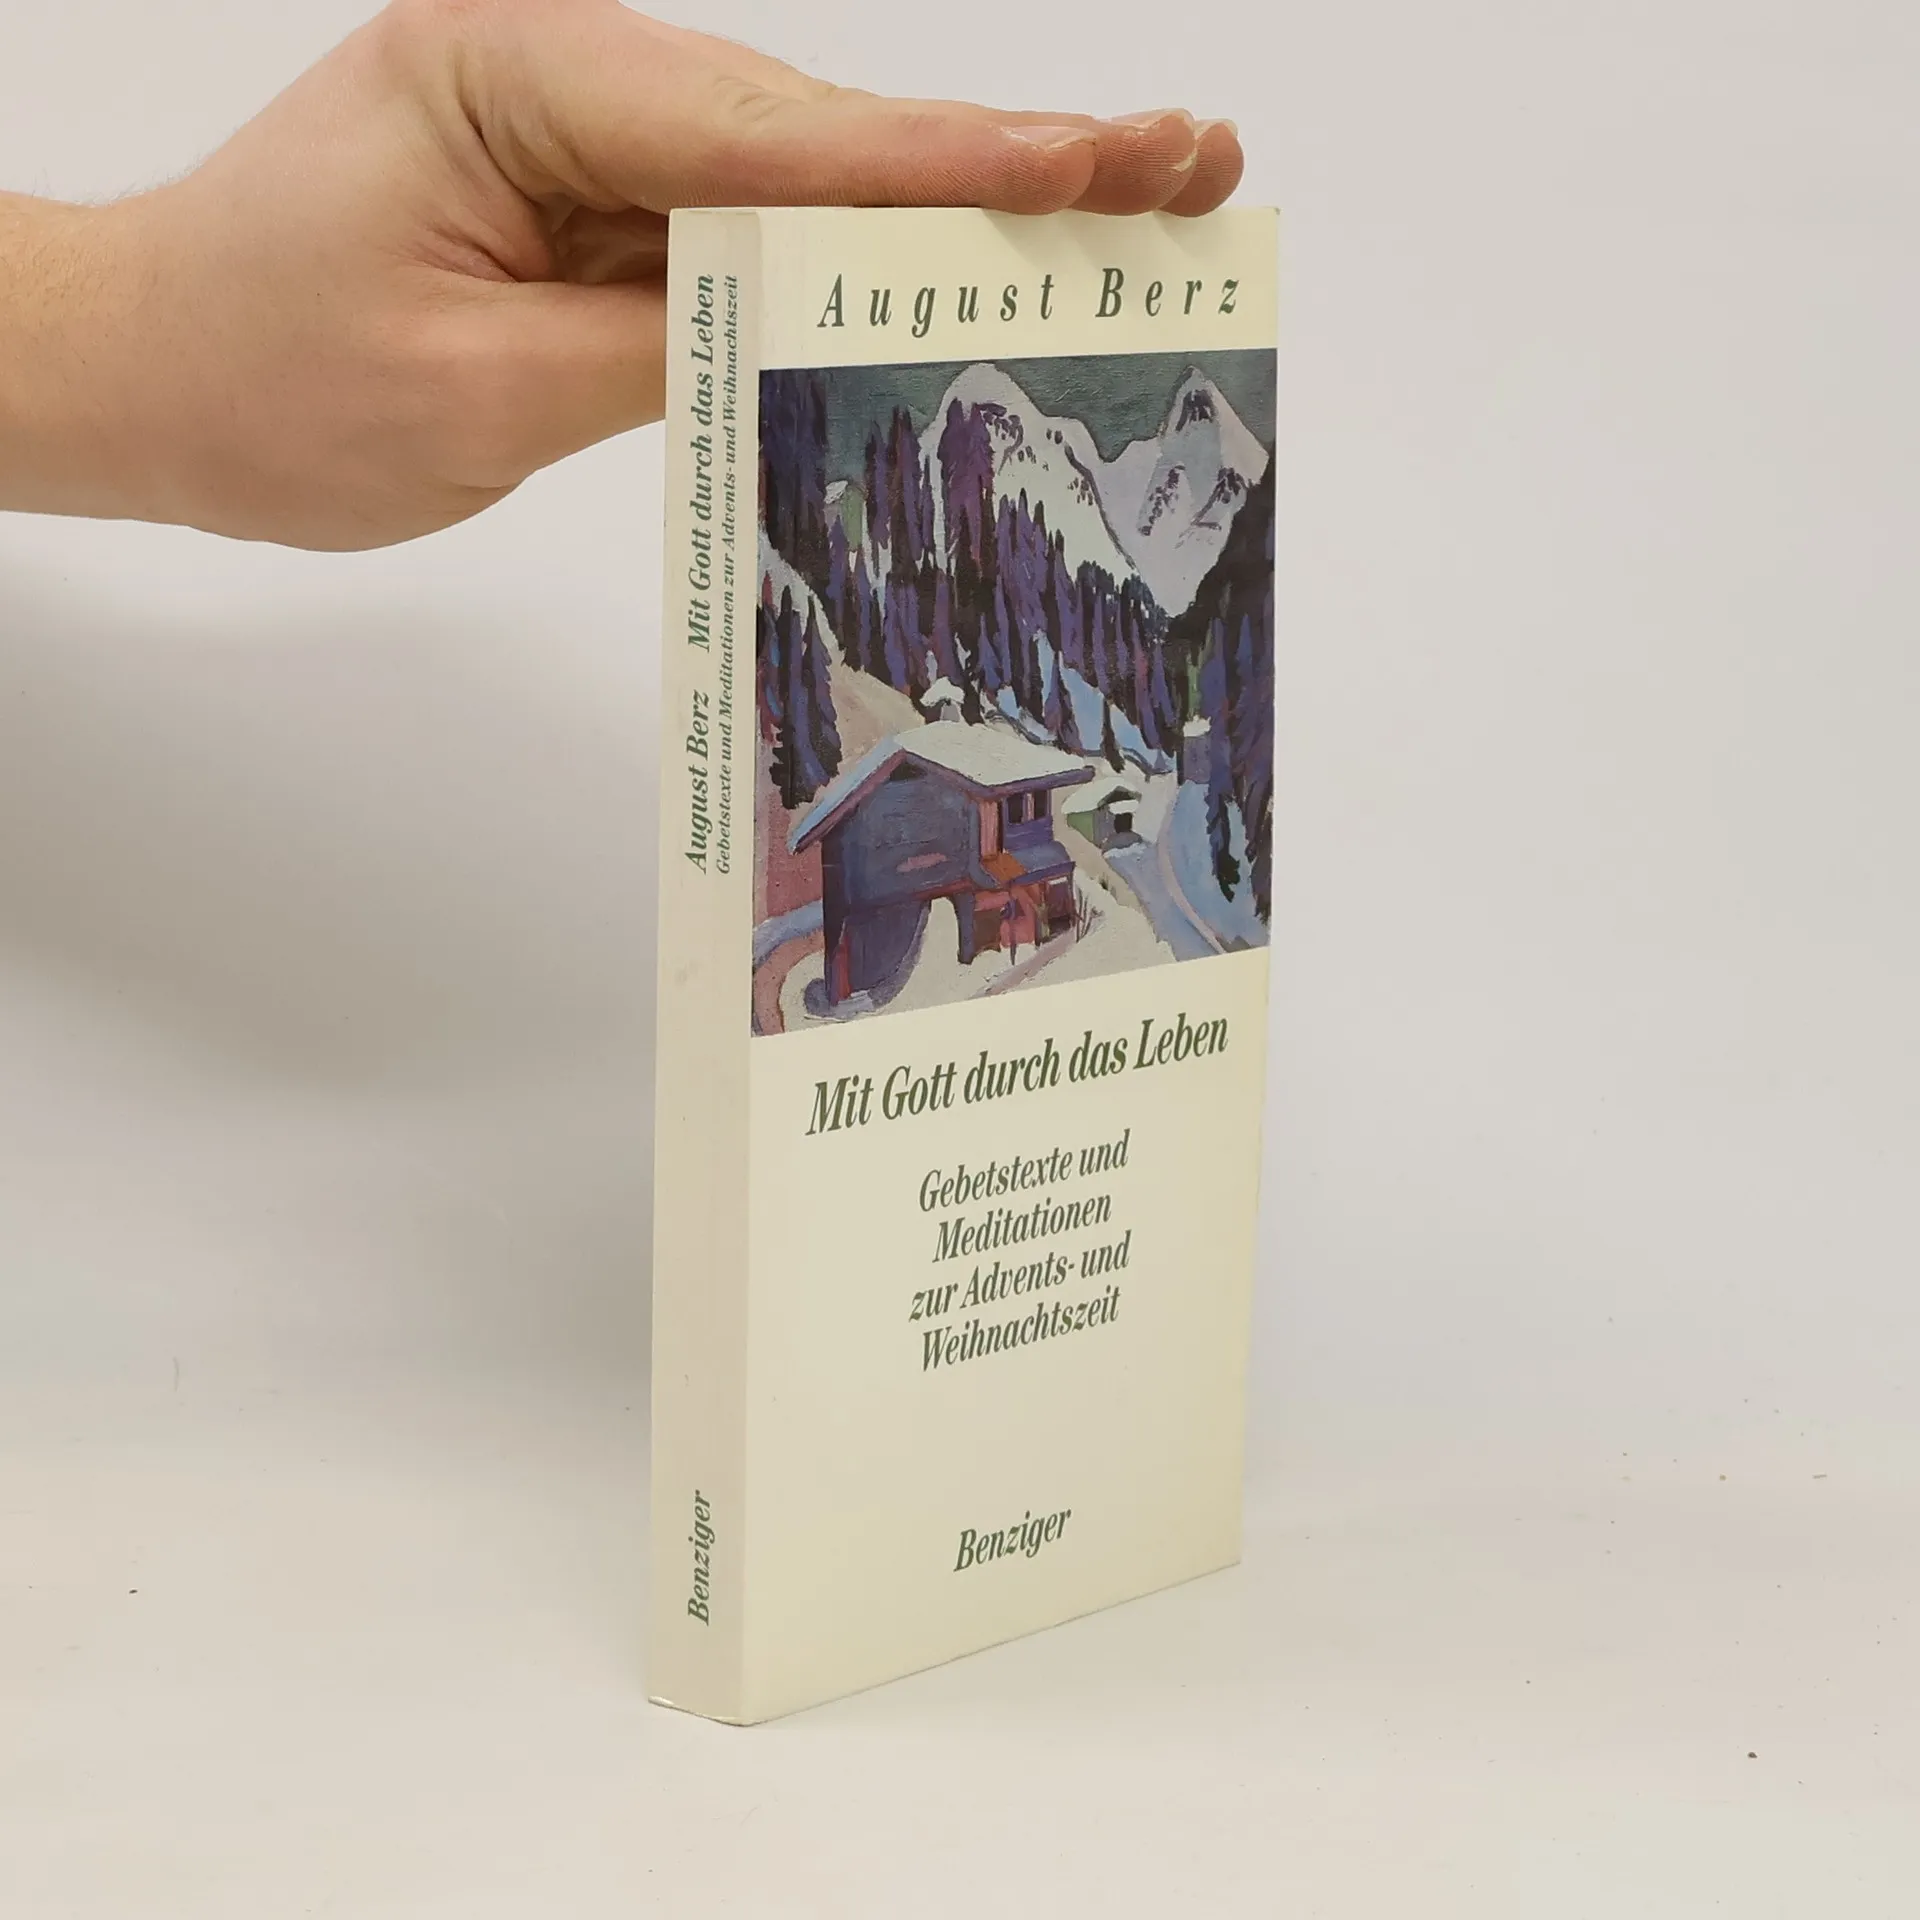 August Berz Mit Gott durch das Leben
Gebetstexte und Meditationen zur Advents- und Weihnachtszeit
Benziger
August Berz
Mit Gott durch das Leben
Gebetstexte und
Meditationen
zur Advents- und
Weihnachtszeit
Benziger